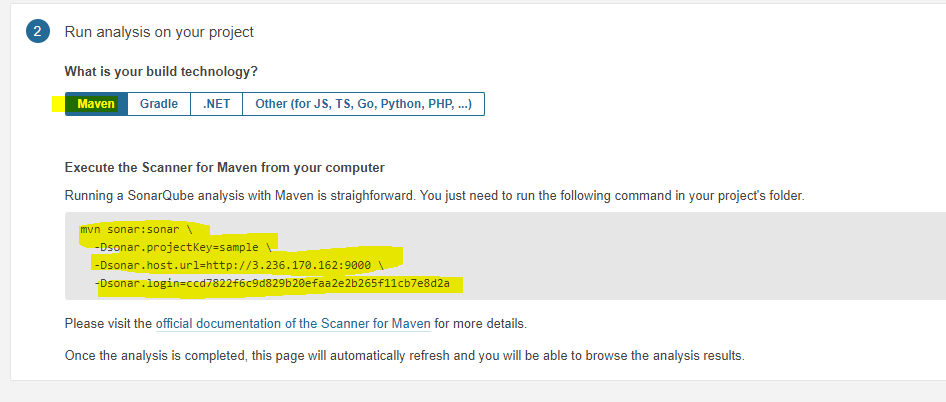 2 Run analysis on your project
What is your build technology?
Maven Gradle .NET Other (for JS, TS, Go, Python, PHP, ...)
Execute the Scanner for Maven from your computer
Running a SonarQube analysis with Maven is straighforward. You just need to run the following command in your project's folder.
mvn sonar:sonar \
-Dsonar.projectKey=sample \
-Dsonar.host.url=http://3.236.170.162:9000 \
-Dsonar.login=ccd7822f6c9d829b20efaa2e2b265f11cb7e8d2a
Please visit the official documentation of the Scanner for Maven for more details.
Once the analysis is completed, this page will automatically refresh and you will be able to browse the analysis results.